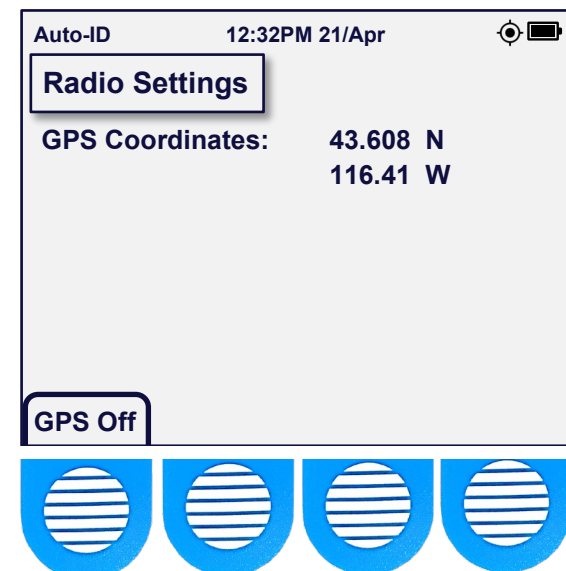 Auto-ID 12:32PM 21/Apr
Radio Settings
GPS Coordinates: 43.608 N
116.41 W
GPS Off